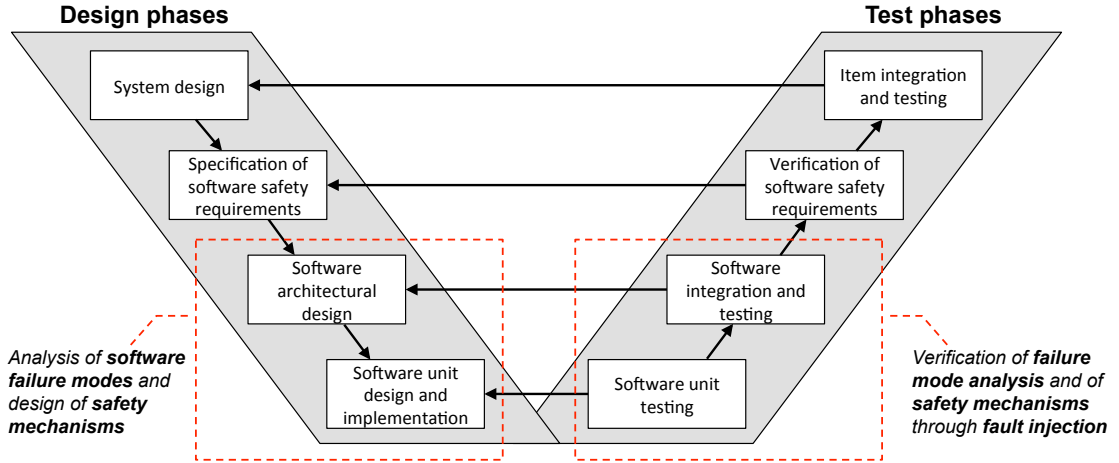 Design phases
Test phases
System design
Item integration
and testing
Specification of
software safety
requirements
Verification of
software safety
requirements
Software
architectural
design
Software
integration and
testing
Analysis of software
failure modes and
design of safety
mechanisms
Software unit
design and
implementation
Software unit
testing
Verification of failure
mode analysis and of
safety mechanisms
through fault injection